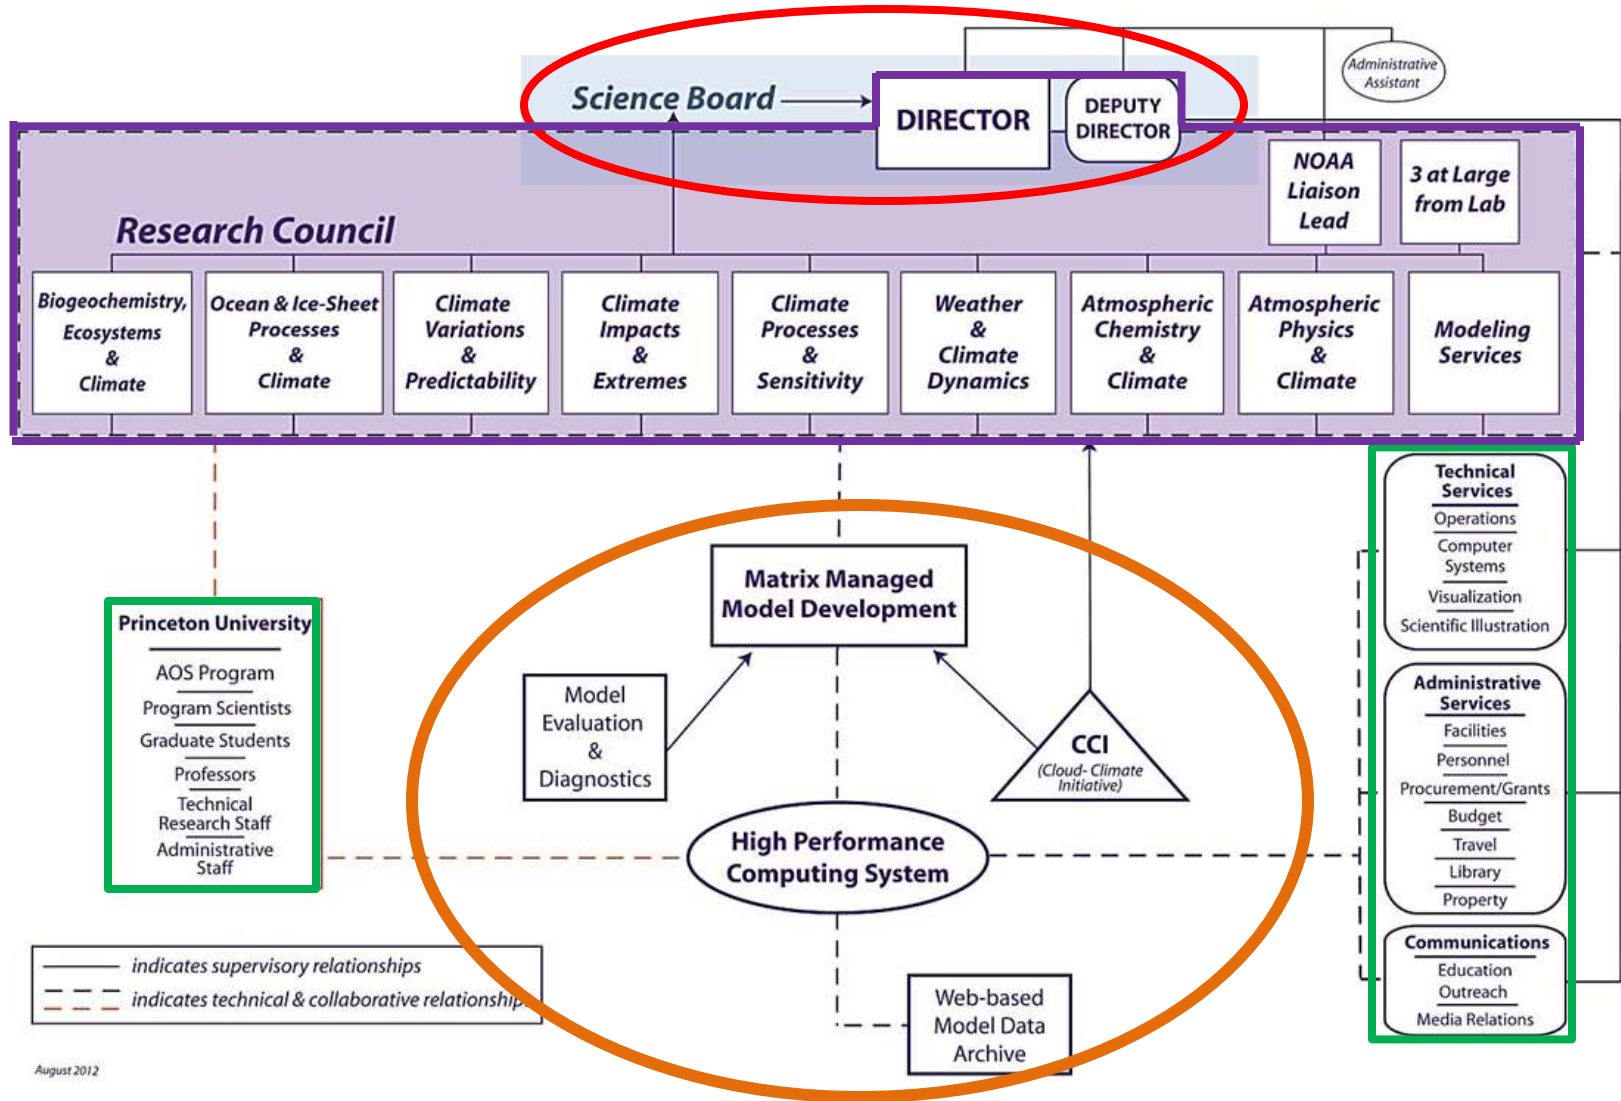 Science Board
DIRECTOR
DEPUTY
DIRECTOR
Administrative
Assistant
NOAA
Liaison
Lead
3 at Large
from Lab
Research Council
Biogeochemistry,
Ecosystems
&
Climate
Ocean & Ice-Sheet
Processes
&
Climate
Climate
Variations
&
Predictability
Climate
Impacts
&
Extremes
Climate
Processes
&
Sensitivity
Weather
&
Climate
Dynamics
Atmospheric
Chemistry
&
Climate
Atmospheric
Physics
&
Climate
Modeling
Services
Technical
Services
Operations
Computer
Systems
Visualization
Scientific Illustration
Matrix Managed
Model Development
Princeton University
AOS Program
Program Scientists
Graduate Students
Professors
Technical
Research Staff
Administrative
Staff
Model
Evaluation
&
Diagnostics
CCI
(Cloud- Climate
Initiative)
Administrative
Services
Facilities
Personnel
Procurement/Grants
Budget
Travel
Library
Property
High Performance
Computing System
Communications
Education
Outreach
Media Relations
Web-based
Model Data
Archive
indicates supervisory relationships
indicates technical & collaborative relationships
August 2012